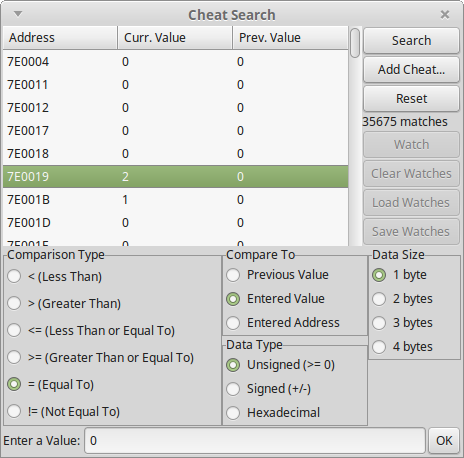 Cheat Search
Address Curr. Value Prev. Value
7E0004 0 0
7E0011 0 0
7E0012 0 0
7E0017 0 0
7E0018 0 0
7E0019 2 0
7E001B 1 0
7E001D 0 0
Search
Add Cheat...
Reset
35675 matches
Watch
Clear Watches
Load Watches
Save Watches
Comparison Type
< (Less Than)
> (Greater Than)
<= (Less Than or Equal To)
>= (Greater Than or Equal To)
= (Equal To)
!= (Not Equal To)
Compare To
Previous Value
Entered Value
Entered Address
Data Type
Unsigned (>= 0)
Signed (+/-)
Hexadecimal
Data Size
1 byte
2 bytes
3 bytes
4 bytes
Enter a Value: 0 OK